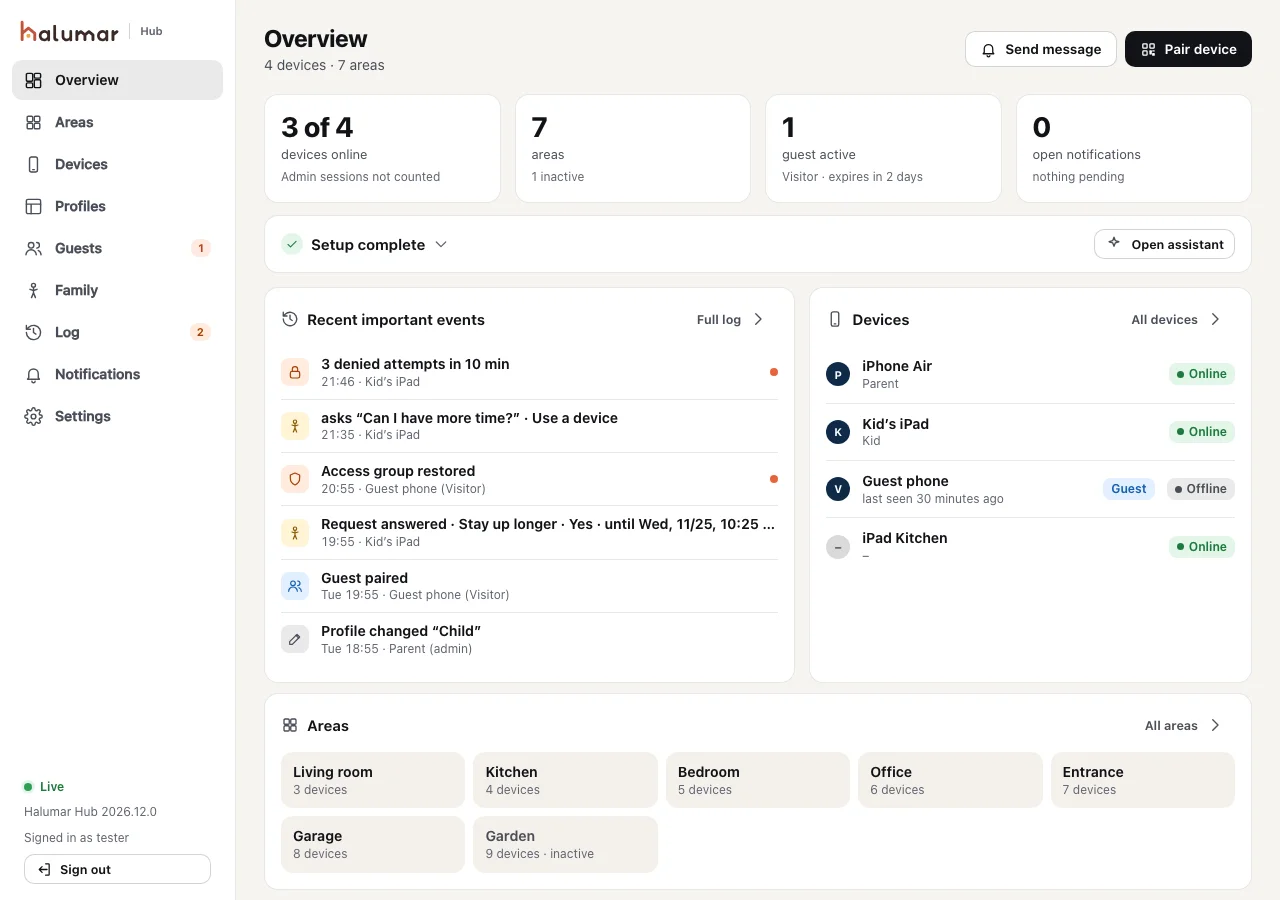 halumar Hub
Overview
Areas
Devices
Profiles
Guests 1
Family
Log 2
Notifications
Settings
Live
Halumar Hub 2026.12.0
Signed in as tester
Sign out
Overview
4 devices · 7 areas
Send message
Pair device
3 of 4
devices online
Admin sessions not counted
7
areas
1 inactive
1
guest active
Visitor · expires in 2 days
0
open notifications
nothing pending
Setup complete
Open assistant
Recent important events
Full log
3 denied attempts in 10 min
21:46 · Kid’s iPad
asks “Can I have more time?” · Use a device
21:35 · Kid’s iPad
Access group restored
20:55 · Guest phone (Visitor)
Request answered · Stay up longer · Yes · until Wed, 11/25, 10:25 ...
19:55 · Kid’s iPad
Guest paired
Tue 19:55 · Guest phone (Visitor)
Profile changed “Child”
Tue 18:55 · Parent (admin)
Devices
All devices
P
iPhone Air
Parent
Online
K
Kid’s iPad
Kid
Online
V
Guest phone
last seen 30 minutes ago
Guest
Offline
–
iPad Kitchen
–
Online
Areas
All areas
Living room
3 devices
Kitchen
4 devices
Bedroom
5 devices
Office
6 devices
Entrance
7 devices
Garage
8 devices
Garden
9 devices · inactive